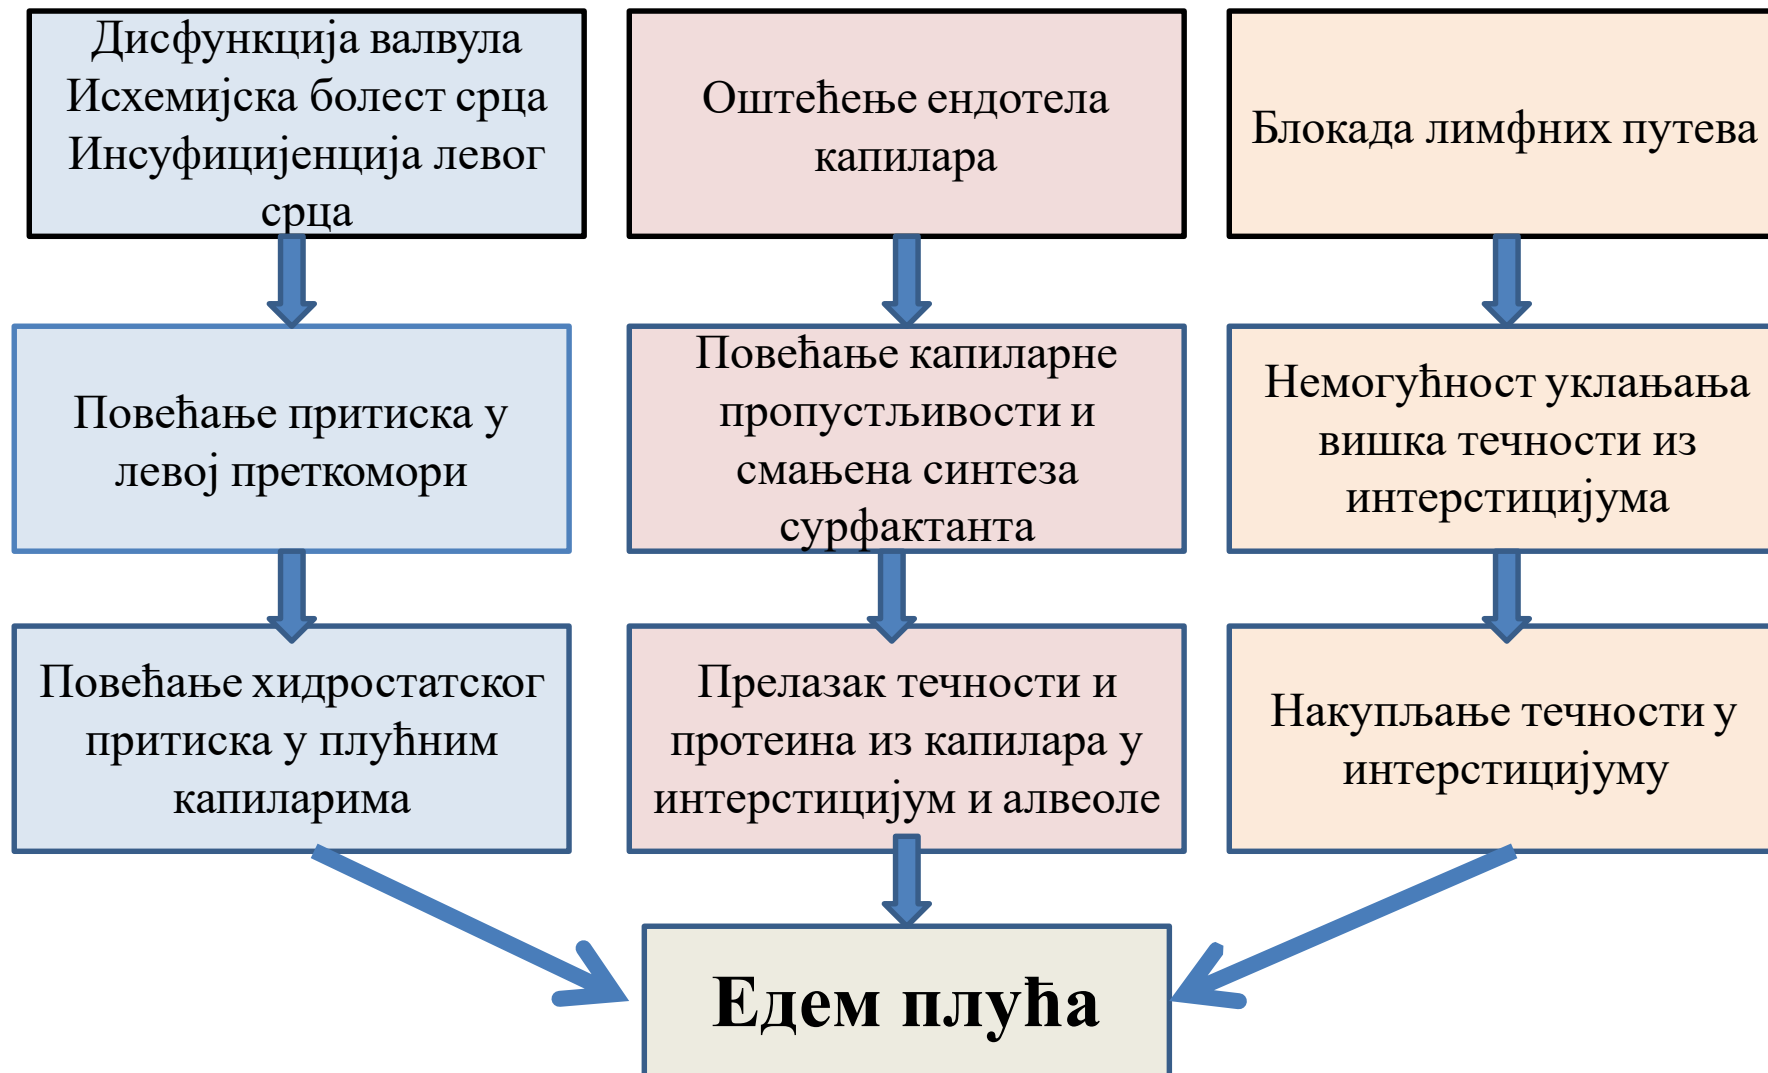 Дисфункција валвула
Исхемијска болест срца
Инсуфицијенција левог
срца
Оштећење ендотела
капилара
Блокада лимфних путева
Повећање притиска у
левој преткомори
Повећање капиларне
пропустљивости и
смањена синтеза
сурфактанта
Немогућност уклањања
вишка течности из
интерстицијума
Повећање хидростатског
притиска у плућним
капиларима
Прелазак течности и
протеина из капилара у
интерстицијум и алвеоле
Накупљање течности у
интерстицијуму
Едем плућа